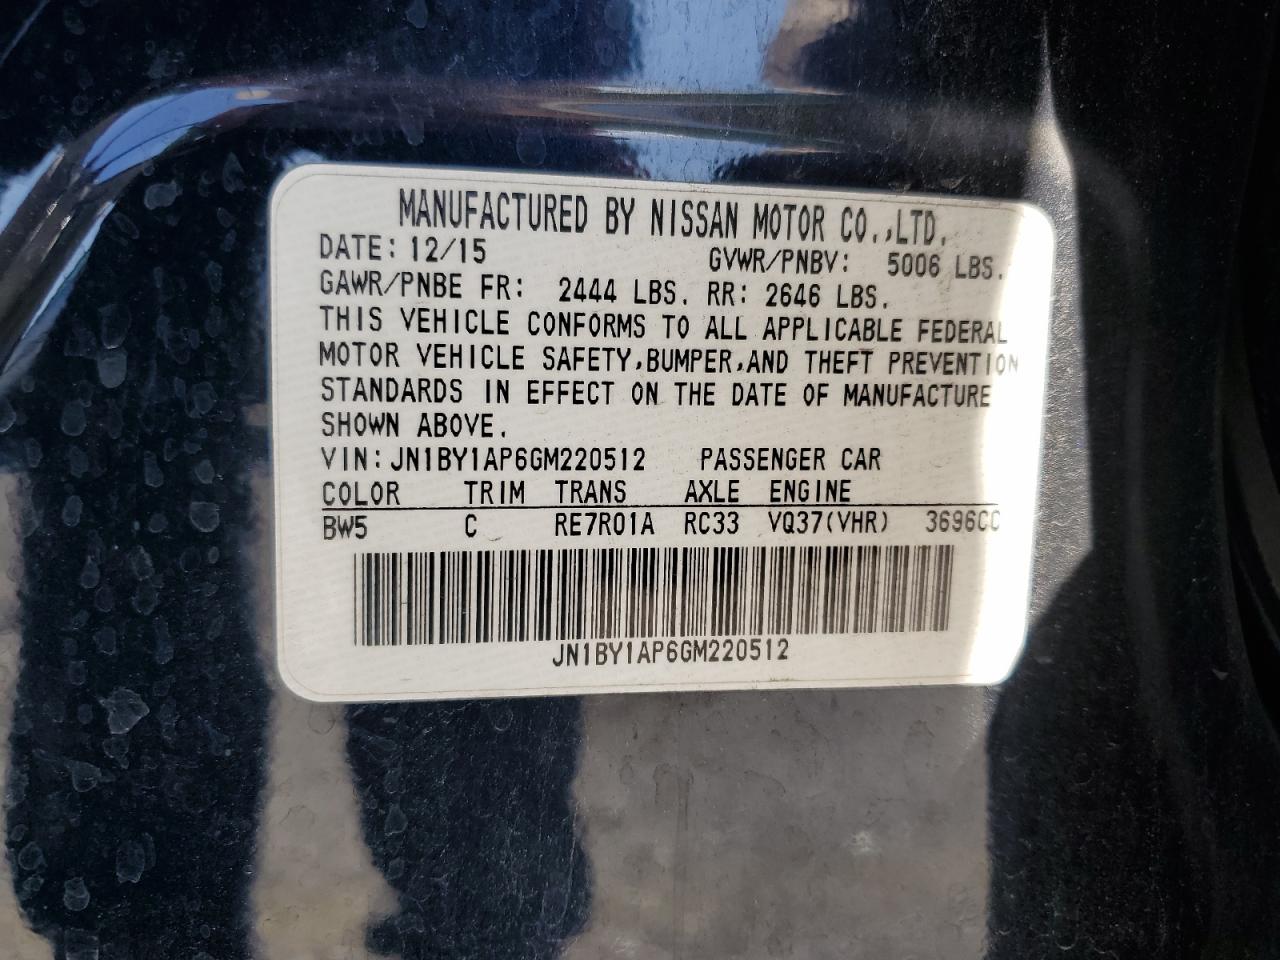 MANUFACTURED BY NISSAN MOTOR CO.,LTD.
DATE: 12/15 GVWR/PNBV: 5006 LBS.
GAWR/PNBE FR: 2444 LBS. RR: 2646 LBS.
THIS VEHICLE CONFORMS TO ALL APPLICABLE FEDERAL
MOTOR VEHICLE SAFETY,BUMPER,AND THEFT PREVENTION
STANDARDS IN EFFECT ON THE DATE OF MANUFACTURE
SHOWN ABOVE.
VIN: JN1BY1AP6GM220512 PASSENGER CAR
COLOR TRIM TRANS AXLE ENGINE
BW5 C RE7R01A RC33 VQ37(VHR) 3696CC
JN1BY1AP6GM220512